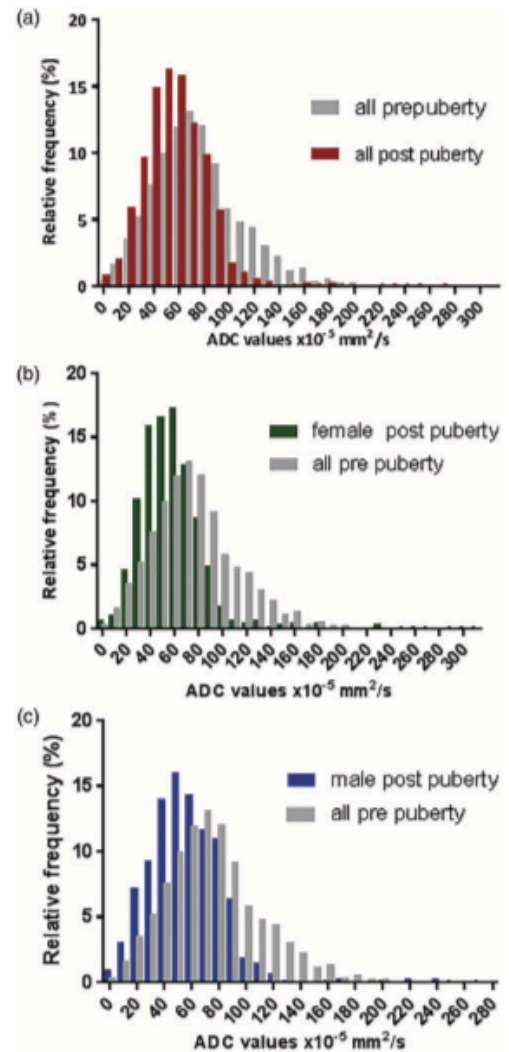 (a)
20
15
10
5
0
Relative frequency (%)
all prepuberty
all post puberty
0 20 40 60 80 100 120 140 160 180 200 220 240 260 280 300
ADC values x10⁻⁵ mm²/s
(b)
20
15
10
5
0
Relative frequency (%)
female post puberty
all pre puberty
0 20 40 60 80 100 120 140 160 180 200 220 240 260 280 300
ADC values x10⁻⁵ mm²/s
(c)
20
15
10
5
0
Relative frequency (%)
male post puberty
all pre puberty
0 20 40 60 80 100 120 140 160 180 200 220 240 260 280
ADC values x10⁻⁵ mm²/s